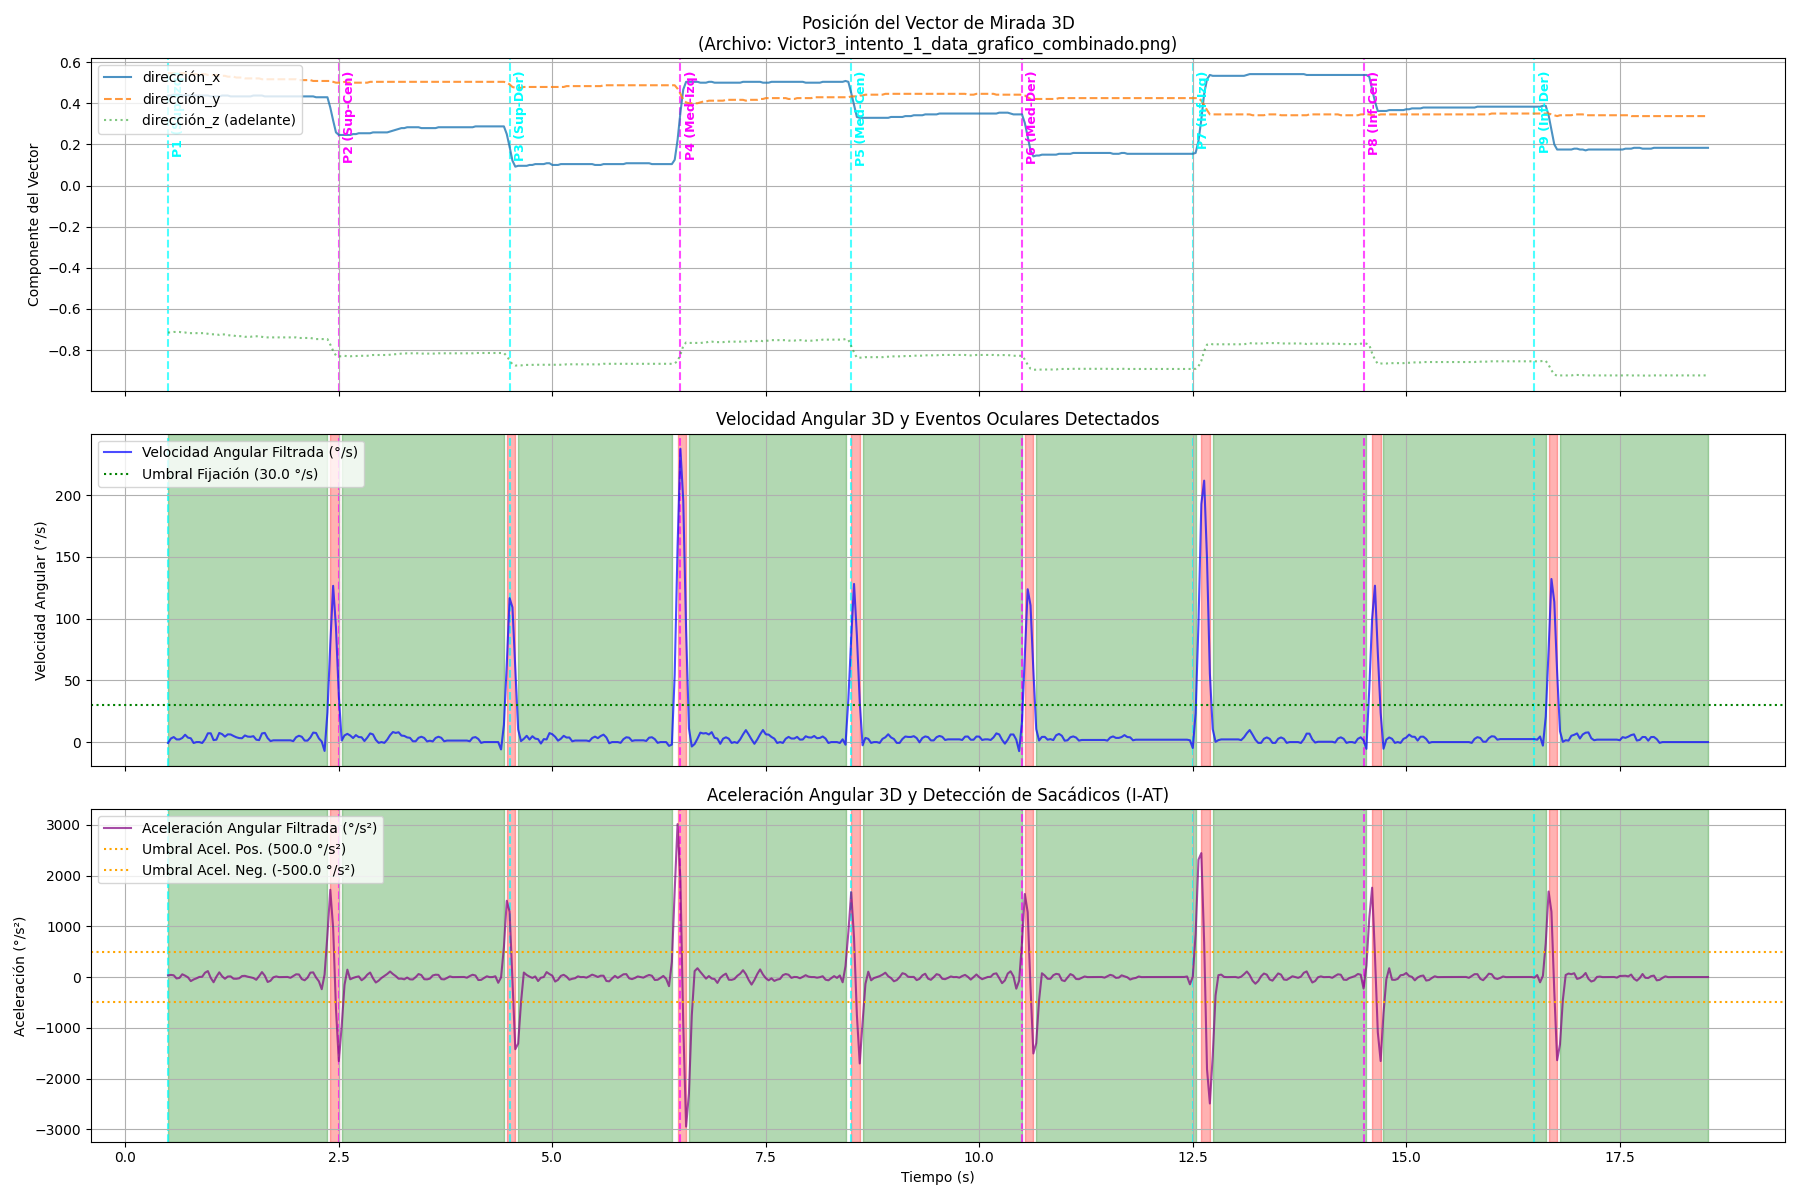 Posición del Vector de Mirada 3D
(Archivo: Victor3_intento_1_data_grafico_combinado.png)
Componente del Vector
0.6
0.4
0.2
0.0
−0.2
−0.4
−0.6
−0.8
dirección_x
dirección_y
dirección_z (adelante)
P2 (Sup-Cen)
P3 (Sup-Der)
P4 (Med-Izq)
P5 (Med-Cen)
P6 (Med-Der)
P7 (Inf-Izq)
P8 (Inf-Cen)
P9 (Inf-Der)
Velocidad Angular 3D y Eventos Oculares Detectados
Velocidad Angular (°/s)
200
150
100
50
0
Velocidad Angular Filtrada (°/s)
Umbral Fijación (30.0 °/s)
Aceleración Angular 3D y Detección de Sacádicos (I-AT)
Aceleración (°/s²)
3000
2000
1000
0
−1000
−2000
−3000
Aceleración Angular Filtrada (°/s²)
Umbral Acel. Pos. (500.0 °/s²)
Umbral Acel. Neg. (-500.0 °/s²)
0.0 2.5 5.0 7.5 10.0 12.5 15.0 17.5
Tiempo (s)